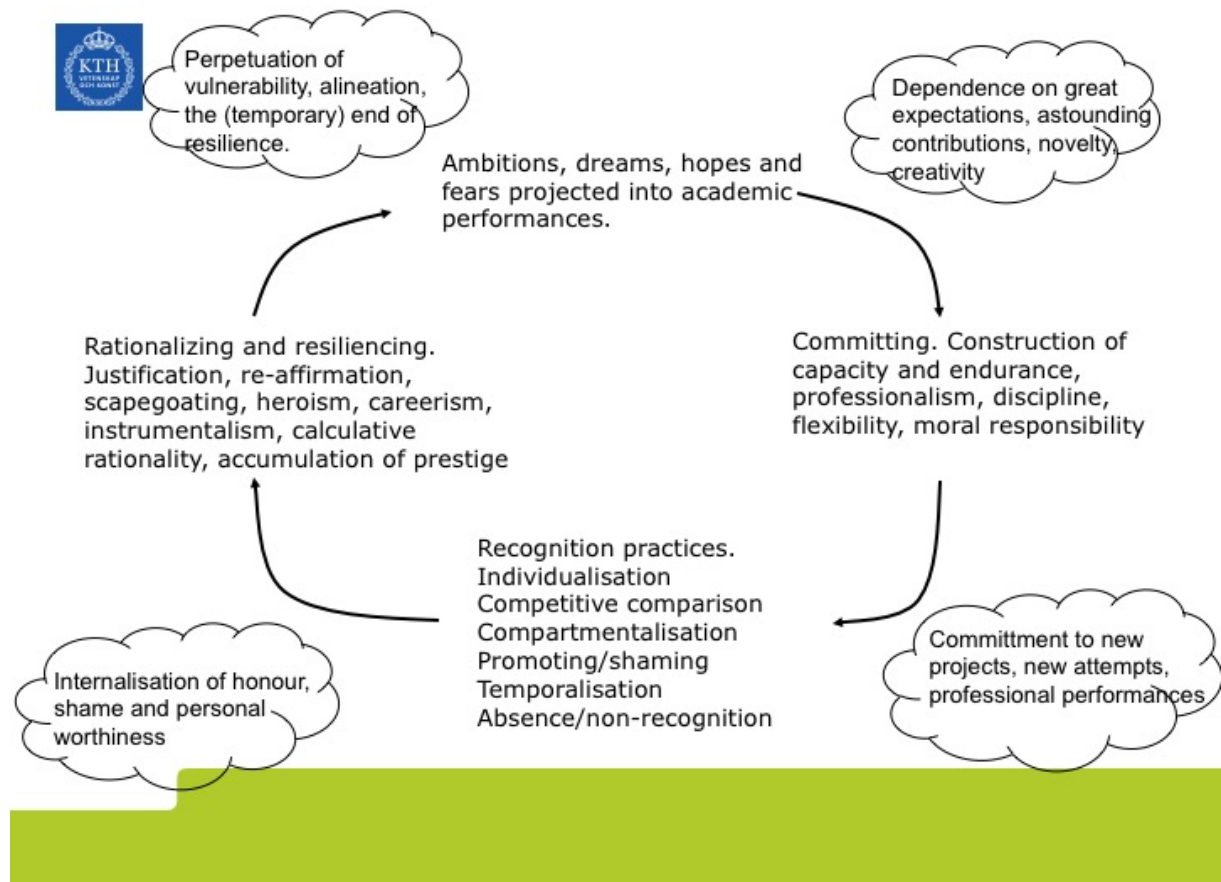 KTH
VETENSKAP
OCH KONST
Perpetuation of
vulnerability, alineation,
the (temporary) end of
resilience.
Dependence on great
expectations, astounding
contributions, novelty,
creativity
Ambitions, dreams, hopes and
fears projected into academic
performances.
Rationalizing and resiliencing.
Justification, re-affirmation,
scapegoating, heroism, careerism,
instrumentalism, calculative
rationality, accumulation of prestige
Committing. Construction of
capacity and endurance,
professionalism, discipline,
flexibility, moral responsibility
Recognition practices.
Individualisation
Competitive comparison
Compartmentalisation
Promoting/shaming
Temporalisation
Absence/non-recognition
Internalisation of honour,
shame and personal
worthiness
Committment to new
projects, new attempts,
professional performances